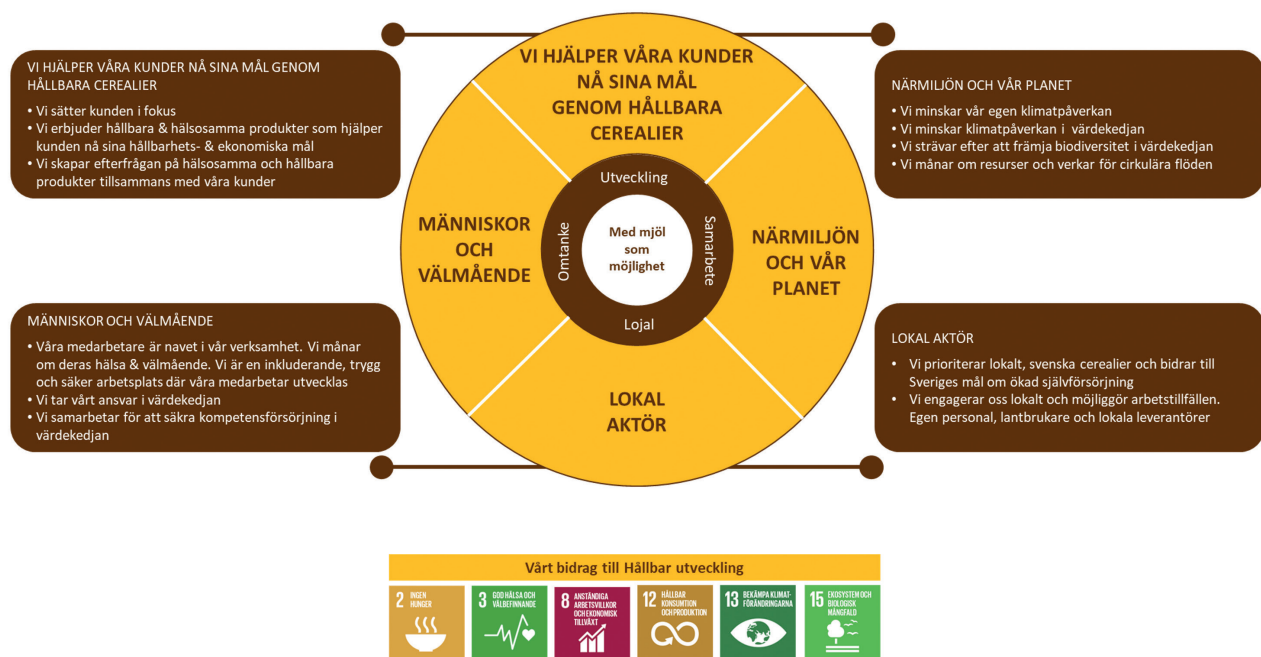 VI HJÄLPER VÅRA KUNDER NÅ SINA MÅL GENOM
HÅLLBARA CEREALIER
• Vi sätter kunden i fokus
• Vi erbjuder hållbara & hälsosamma produkter som hjälper
kunden nå sina hållbarhets- & ekonomiska mål
• Vi skapar efterfrågan på hälsosamma och hållbara
produkter tillsammans med våra kunder
VI HJÄLPER VÅRA KUNDER
NÅ SINA MÅL
GENOM HÅLLBARA
CEREALIER
NÄRMILJÖN OCH VÅR PLANET
• Vi minskar vår egen klimatpåverkan
• Vi minskar klimatpåverkan i värdekedjan
• Vi strävar efter att främja biodiversitet i värdekedjan
• Vi månar om resurser och verkar för cirkulära flöden
MÄNNISKOR
OCH
VÄLMÅENDE
Utveckling
Omtanke
Med mjöl
som
möjlighet
Samarbete
Lojal
NÄRMILJÖN
OCH VÅR
PLANET
MÄNNISKOR OCH VÄLMÅENDE
• Våra medarbetare är navet i vår verksamhet. Vi månar
om deras hälsa & välmående. Vi är en inkluderande, trygg
och säker arbetsplats där våra medarbetar utvecklas
• Vi tar vårt ansvar i värdekedjan
• Vi samarbetar för att säkra kompetensförsörjning i
värdekedjan
LOKAL
AKTÖR
LOKAL AKTÖR
• Vi prioriterar lokalt, svenska cerealier och bidrar till
Sveriges mål om ökad självförsörjning
• Vi engagerar oss lokalt och möjliggör arbetstillfällen.
Egen personal, lantbrukare och lokala leverantörer
Vårt bidrag till Hållbar utveckling
2 INGEN
HUNGER
3 GOD HÄLSA OCH
VÄLBEFINNANDE
8 ANSTÄNDIGA
ARBETSVILLKOR
OCH EKONOMISK
TILLVÄXT
12 HÅLLBAR
KONSUMTION
OCH PRODUKTION
13 BEKÄMPA KLIMAT-
FÖRÄNDRINGARNA
15 EKOSYSTEM OCH
BIOLOGISK
MÅNGFALD